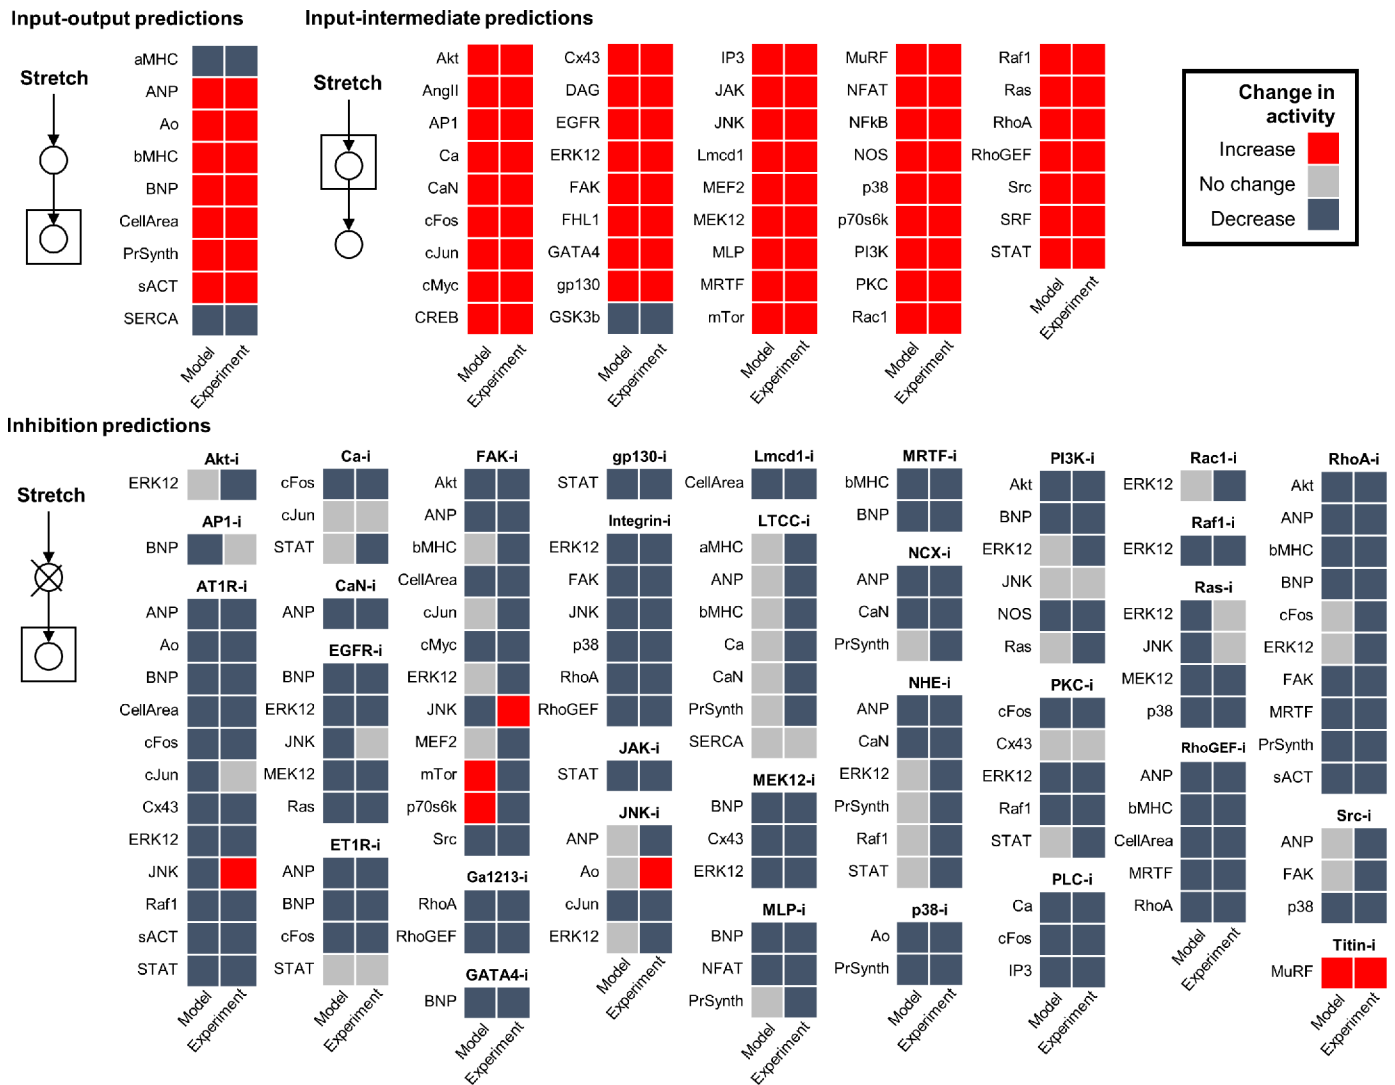 Input-output predictions
Stretch
aMHC
ANP
Ao
bMHC
BNP
CellArea
PrSynth
sACT
SERCA
Model
Experiment
Input-intermediate predictions
Stretch
Akt
AngII
AP1
Ca
CaN
cFos
cJun
cMyc
CREB
Model
Experiment
Cx43
DAG
EGFR
ERK12
FAK
FHL1
GATA4
gp130
GSK3b
Model
Experiment
IP3
JAK
JNK
Lmcd1
MEF2
MEK12
MLP
MRTF
mTor
Model
Experiment
MuRF
NFAT
NFkB
NOS
p38
p70s6k
PI3K
PKC
Rac1
Model
Experiment
Raf1
Ras
RhoA
RhoGEF
Src
SRF
STAT
Model
Experiment
Change in
activity
Increase
No change
Decrease
Inhibition predictions
Stretch
Akt-i
ERK12
AP1-i
BNP
AT1R-i
ANP
Ao
BNP
CellArea
cFos
cJun
Cx43
ERK12
JNK
Raf1
sACT
STAT
Model
Experiment
Ca-i
cFos
cJun
STAT
CaN-i
ANP
EGFR-i
BNP
ERK12
JNK
MEK12
Ras
ET1R-i
ANP
BNP
cFos
STAT
Model
Experiment
FAK-i
Akt
ANP
bMHC
CellArea
cJun
cMyc
ERK12
JNK
MEF2
mTor
p70s6k
Src
Ga1213-i
RhoA
RhoGEF
GATA4-i
BNP
Model
Experiment
gp130-i
STAT
Integrin-i
ERK12
FAK
JNK
p38
RhoA
RhoGEF
JAK-i
STAT
JNK-i
ANP
Ao
cJun
ERK12
Model
Experiment
Lmcd1-i
CellArea
LTCC-i
aMHC
ANP
bMHC
Ca
CaN
PrSynth
SERCA
MEK12-i
BNP
Cx43
ERK12
MLP-i
BNP
NFAT
PrSynth
Model
Experiment
MRTF-i
bMHC
BNP
NCX-i
ANP
CaN
PrSynth
NHE-i
ANP
CaN
ERK12
PrSynth
Raf1
STAT
p38-i
Ao
PrSynth
Model
Experiment
PI3K-i
Akt
BNP
ERK12
JNK
NOS
Ras
PKC-i
cFos
Cx43
ERK12
Raf1
STAT
PLC-i
Ca
cFos
IP3
Model
Experiment
Rac1-i
ERK12
Raf1-i
ERK12
Ras-i
ERK12
JNK
MEK12
p38
RhoGEF-i
ANP
bMHC
CellArea
MRTF
RhoA
Model
Experiment
RhoA-i
Akt
ANP
bMHC
BNP
cFos
ERK12
FAK
MRTF
PrSynth
sACT
Src-i
ANP
FAK
p38
Titin-i
MuRF
Model
Experiment